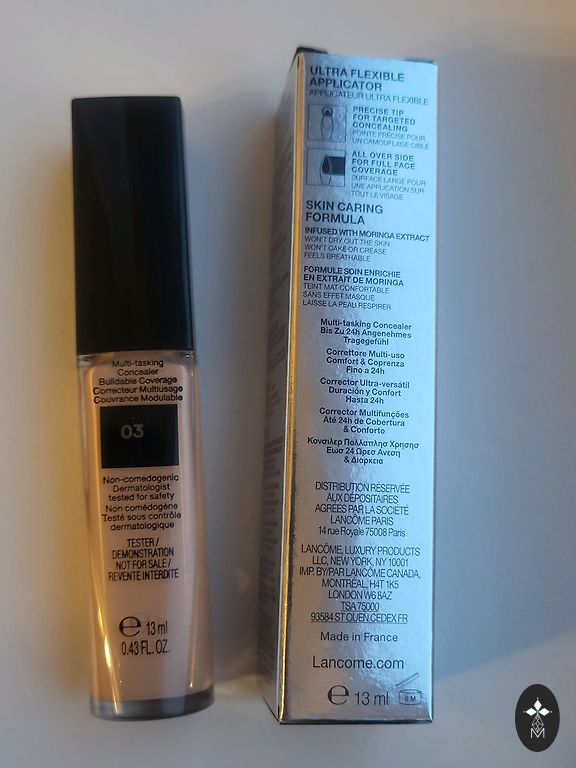 Multi-tasking
Concealer
Buildable Coverage
Correcteur Multiusage
Couvrance Modulable
03
Non-comedogenic
Dermatologist
tested for safety
Non comédogène
Testé sous contrôle
dermatologique
TESTER /
DEMONSTRATION
NOT FOR SALE /
REVENTE INTERDITE
℮ 13 ml
0.43 FL. OZ.
ULTRA FLEXIBLE
APPLICATOR
APPLICATEUR ULTRA FLEXIBLE
PRECISE TIP
FOR TARGETED
CONCEALING
POINTE PRÉCISE POUR
UN CAMOUFLAGE CIBLÉ
ALL OVER SIDE
FOR FULL FACE
COVERAGE
SURFACE LARGE POUR
UNE APPLICATION SUR
TOUT LE VISAGE
SKIN CARING
FORMULA
INFUSED WITH MORINGA EXTRACT
WON'T DRY OUT THE SKIN
WON'T CAKE OR CREASE
FEELS BREATHABLE
FORMULE SOIN ENRICHIE
EN EXTRAIT DE MORINGA
TEINT MAT CONFORTABLE
SANS EFFET MASQUE
LAISSE LA PEAU RESPIRER
Multi-tasking Concealer
Bis Zu 24h Angenehmes
Tragegefühl
Correttore Multi-uso
Comfort & Coprenza
Fino a 24h
Corrector Ultra-versátil
Duración y Confort
Hasta 24h
Corrector Multifunções
Até 24h de Cobertura
& Conforto
Κονσιλερ Πολλαπλης Χρησης
Εως 24 Ωρες Ανεση
& Διαρκεια
DISTRIBUTION RÉSERVÉE
AUX DÉPOSITAIRES
AGRÉÉS PAR LA SOCIÉTÉ
LANCÔME PARIS
14 rue Royale 75008 Paris
LANCÔME, LUXURY PRODUCTS
LLC, NEW YORK, NY 10001
IMP. BY/PAR LANCÔME CANADA,
MONTRÉAL, H4T 1K5
LONDON W6 8AZ
TSA 75000
93584 ST OUEN CEDEX FR
Made in France
Lancome.com
℮ 13 ml
6 M
M